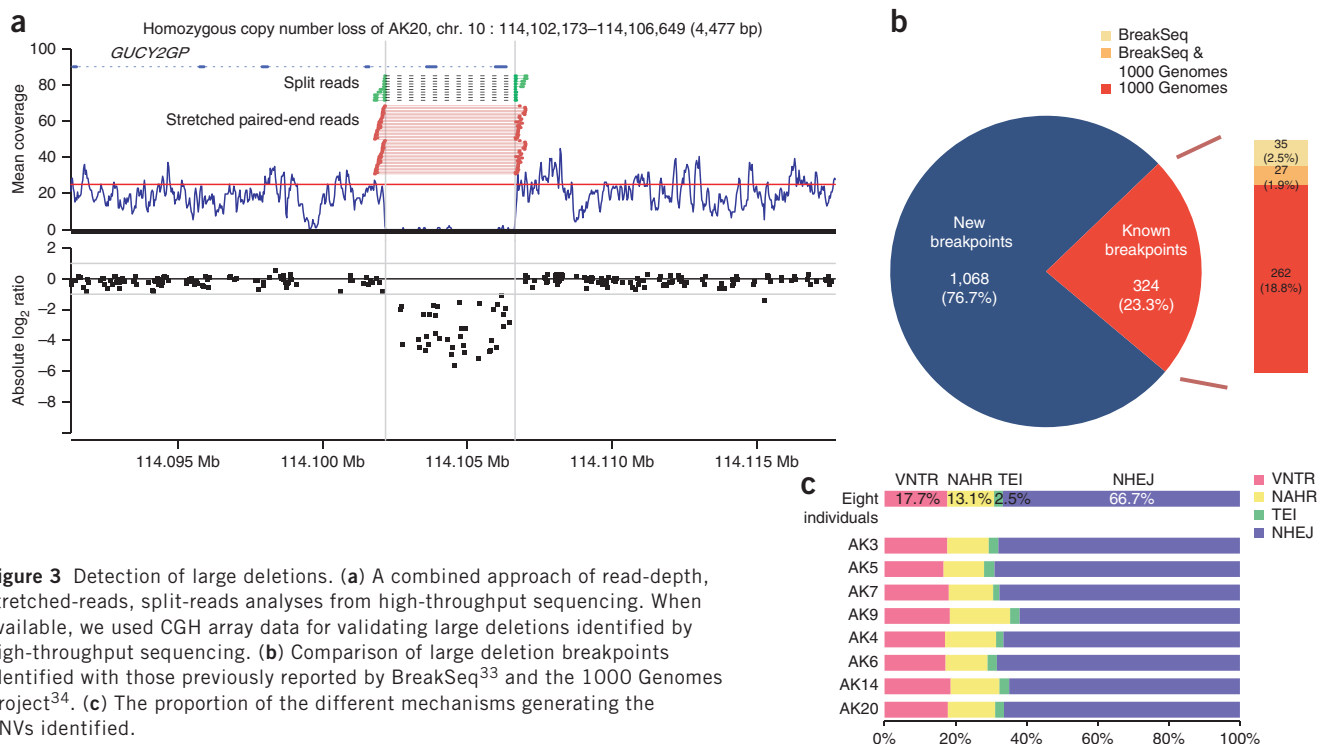 a
Homozygous copy number loss of AK20, chr. 10 : 114,102,173–114,106,649 (4,477 bp)
100
80
60
40
20
0
Mean coverage
GUCY2GP
Split reads
Stretched paired-end reads
2
0
–2
–4
–6
–8
Absolute log2 ratio
114.095 Mb
114.100 Mb
114.105 Mb
114.110 Mb
114.115 Mb
b
BreakSeq
BreakSeq &
1000 Genomes
1000 Genomes
New
breakpoints
1,068
(76.7%)
Known
breakpoints
324
(23.3%)
35
(2.5%)
27
(1.9%)
262
(18.8%)
c
VNTR NAHR TEI NHEJ
Eight
individuals
17.7% 13.1% 2.5% 66.7%
AK3
AK5
AK7
AK9
AK4
AK6
AK14
AK20
0% 20% 40% 60% 80% 100%
VNTR
NAHR
TEI
NHEJ
igure 3 Detection of large deletions. (a) A combined approach of read-depth,
tretched-reads, split-reads analyses from high-throughput sequencing. When
vailable, we used CGH array data for validating large deletions identified by
igh-throughput sequencing. (b) Comparison of large deletion breakpoints
dentified with those previously reported by BreakSeq33 and the 1000 Genomes
roject34. (c) The proportion of the different mechanisms generating the
NVs identified.